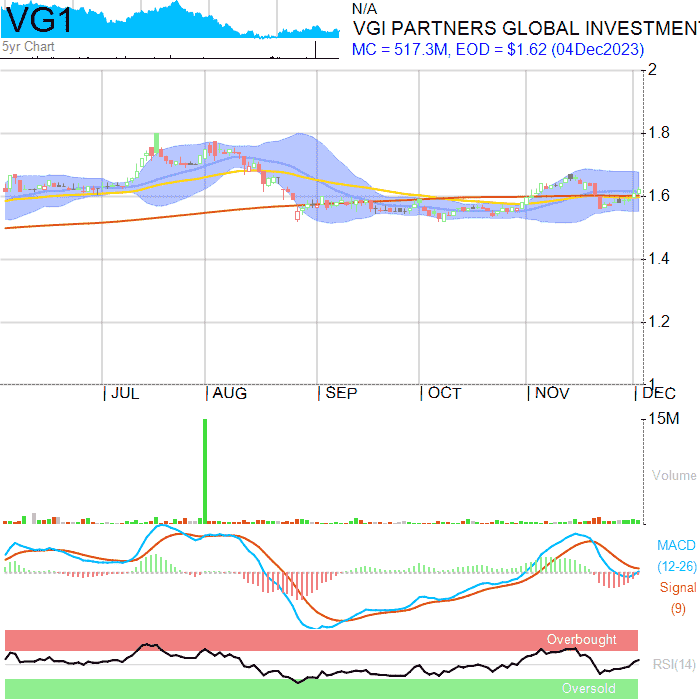 VG1
N/A
VGI PARTNERS GLOBAL INVESTMEN
5yr Chart
MC = 517.3M, EOD = $1.62 (04Dec2023)
2
1.8
1.6
1.4
1.2
1
JUL AUG SEP OCT NOV DEC
15M
Volume
MACD
(12-26)
Signal
(9)
Overbought
RSI(14)
Oversold